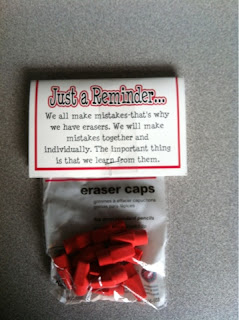 Just a Reminder...
We all make mistakes-that's why
we have erasers. We will make
mistakes together and
individually. The important thing
is that we learn from them.
eraser caps